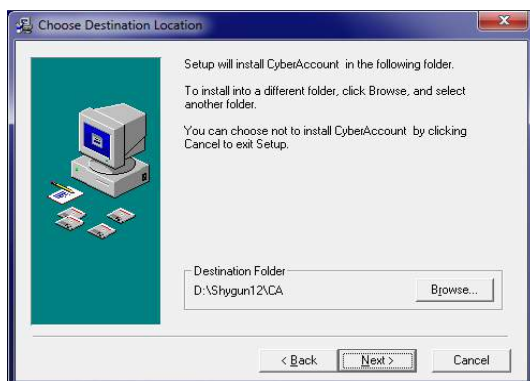 Choose Destination Location
Setup will install CyberAccount in the following folder.
To install into a different folder, click Browse, and select
another folder.
You can choose not to install CyberAccount by clicking
Cancel to exit Setup.
Destination Folder
D:\Shygun12\CA
Browse...
< Back
Next >
Cancel